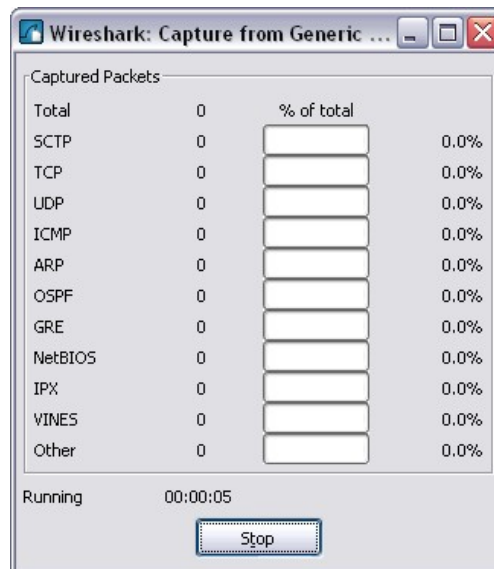 Wireshark: Capture from Generic ...
Captured Packets
Total 0 % of total
SCTP 0 0.0%
TCP 0 0.0%
UDP 0 0.0%
ICMP 0 0.0%
ARP 0 0.0%
OSPF 0 0.0%
GRE 0 0.0%
NetBIOS 0 0.0%
IPX 0 0.0%
VINES 0 0.0%
Other 0 0.0%
Running 00:00:05
Stop